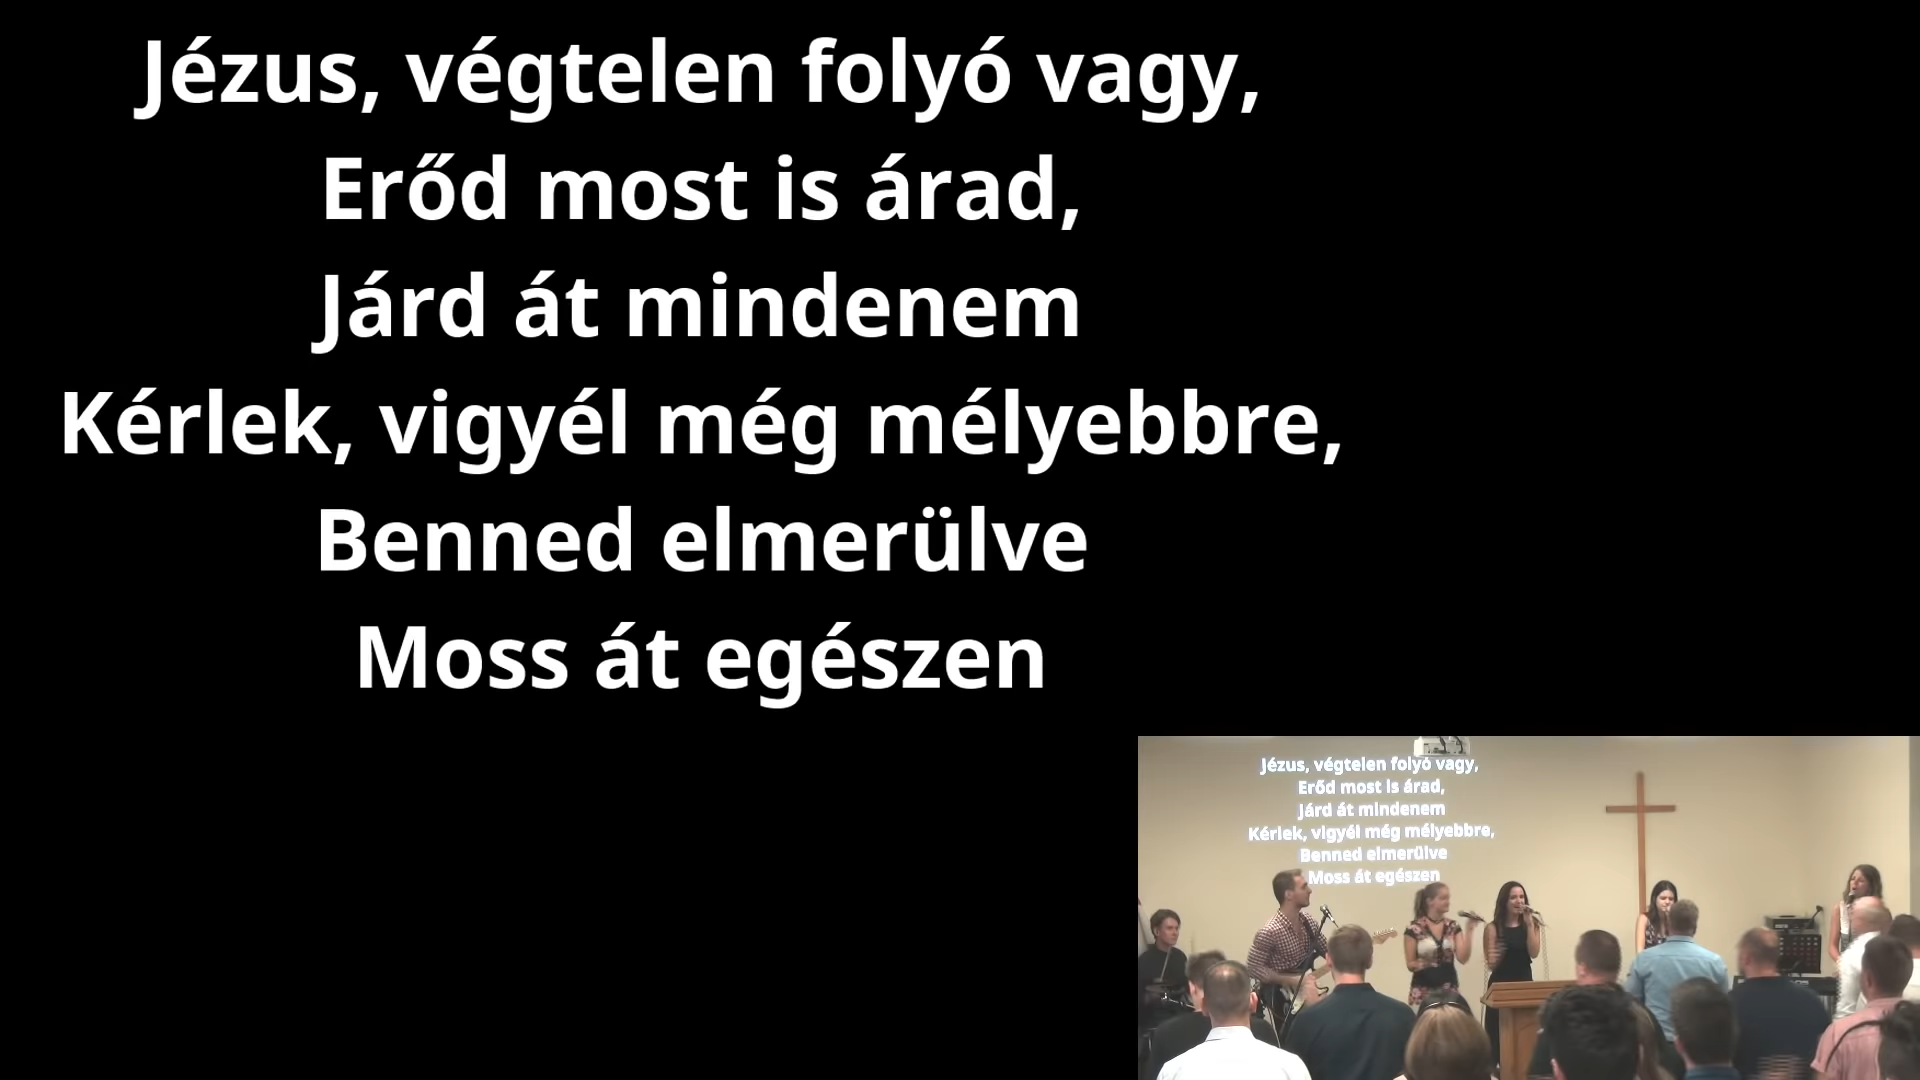 Jézus, végtelen folyó vagy,
Erőd most is árad,
Járd át mindenem
Kérlek, vigyél még mélyebbre,
Benned elmerülve
Moss át egészen
Jézus, végtelen folyó vagy,
Erőd most is árad,
Járd át mindenem
Kérlek, vigyél még mélyebbre,
Benned elmerülve
Moss át egészen